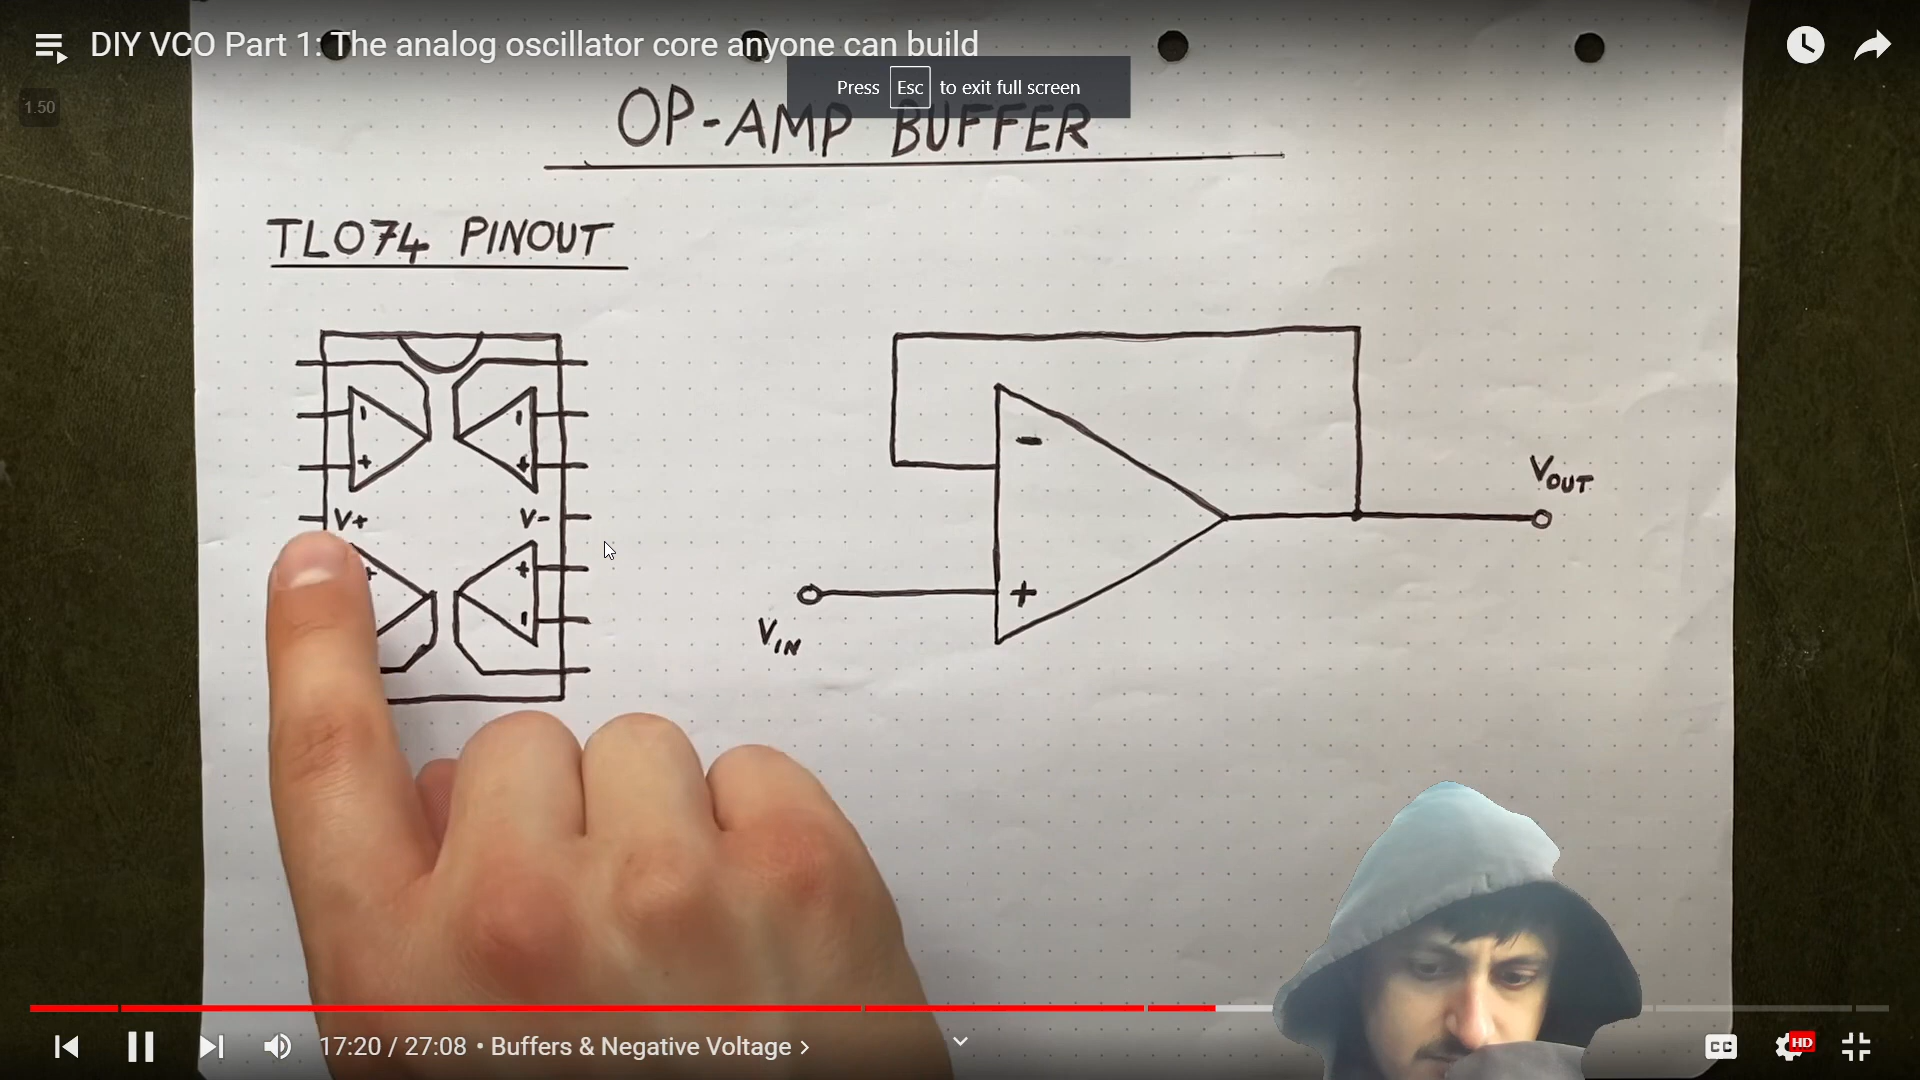 DIY VCO Part 1: The analog oscillator core anyone can build
Press Esc to exit full screen
1.50
OP-AMP BUFFER
TL074 PINOUT
- -
+ +
V+ V-
+ +
-
-
+
VIN
VOUT
17:20 / 27:08 • Buffers & Negative Voltage >
CC
HD